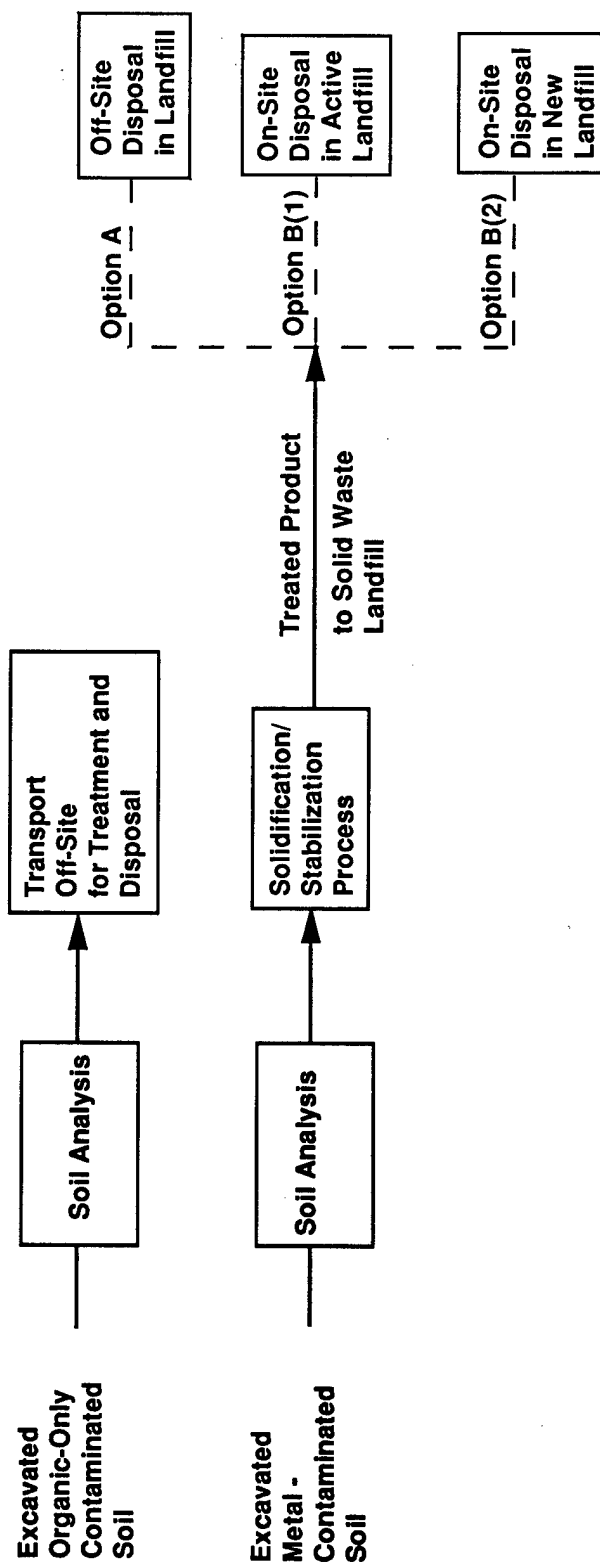 Excavated
Organic-Only
Contaminated
Soil
Soil Analysis
Transport
Off-Site
for Treatment and
Disposal
Excavated
Metal -
Contaminated
Soil
Soil Analysis
Solidification/
Stabilization
Process
Treated Product
to Solid Waste
Landfill
Option A
Off-Site
Disposal
in Landfill
Option B(1)
On-Site
Disposal
in Active
Landfill
Option B(2)
On-Site
Disposal
in New
Landfill